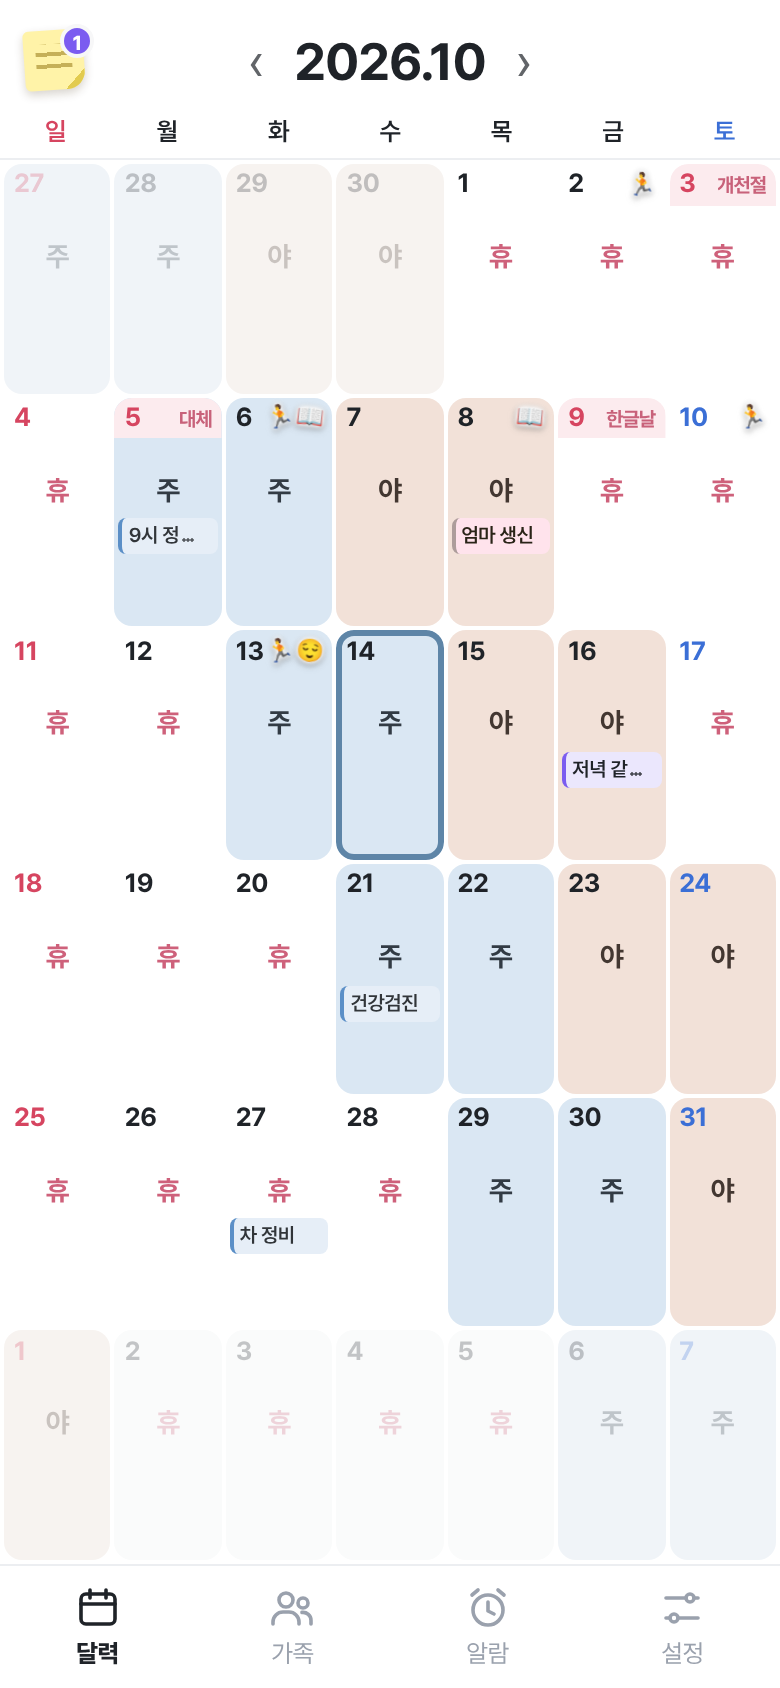 1
‹ 2026.10 ›
일 월 화 수 목 금 토
27 28 29 30 1 2 3 개천절
주 주 야 야 휴 휴 휴
4 5 대체 6 7 8 9 한글날 10
휴 주 주 야 야 휴 휴
9시 정... 엄마 생신
11 12 13 14 15 16 17
휴 휴 주 주 야 야 휴
저녁 같...
18 19 20 21 22 23 24
휴 휴 휴 주 주 야 야
건강검진
25 26 27 28 29 30 31
휴 휴 휴 휴 주 주 야
차 정비
1 2 3 4 5 6 7
야 휴 휴 휴 휴 주 주
달력 가족 알람 설정